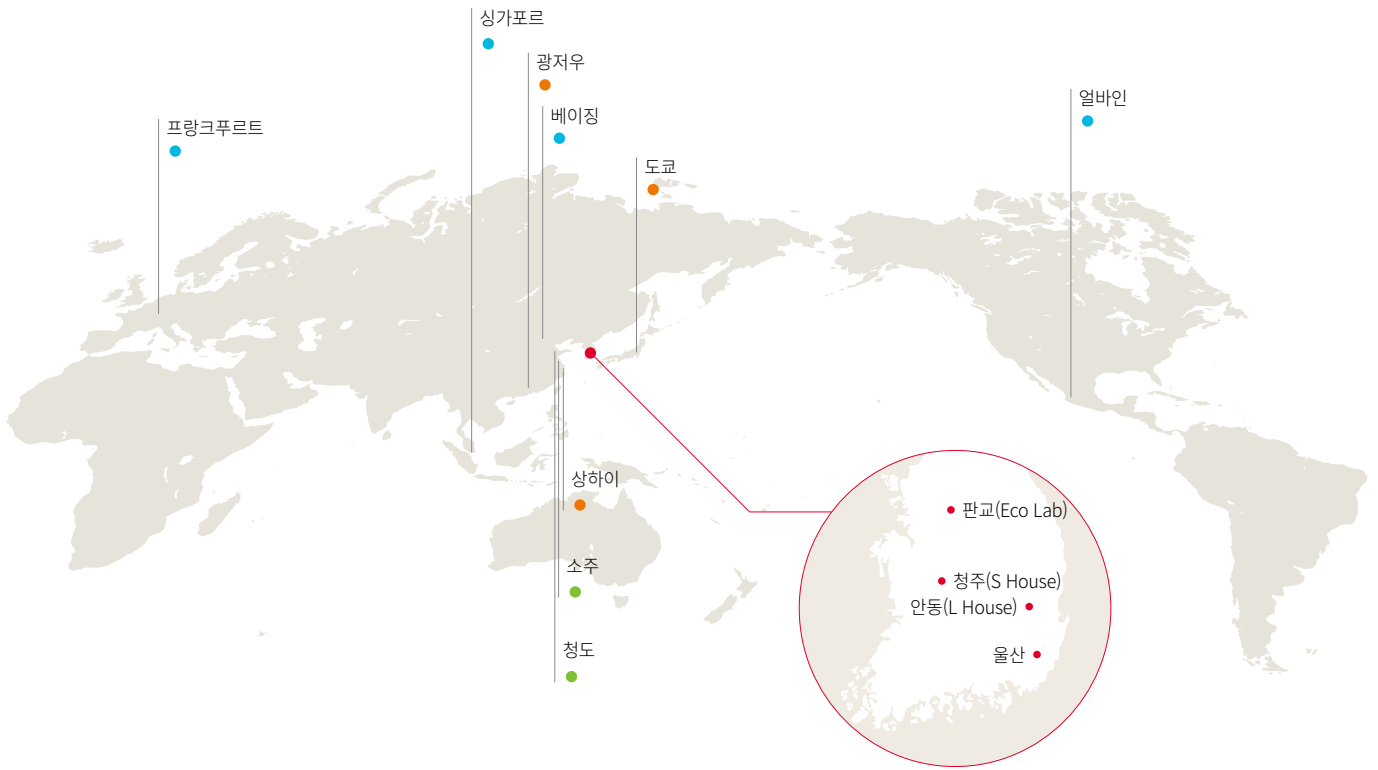 싱가포르
광저우
얼바인
베이징
프랑크푸르트
도쿄
상하이
판교(Eco Lab)
소주
청주(S House)
안동(L House)
청도
울산